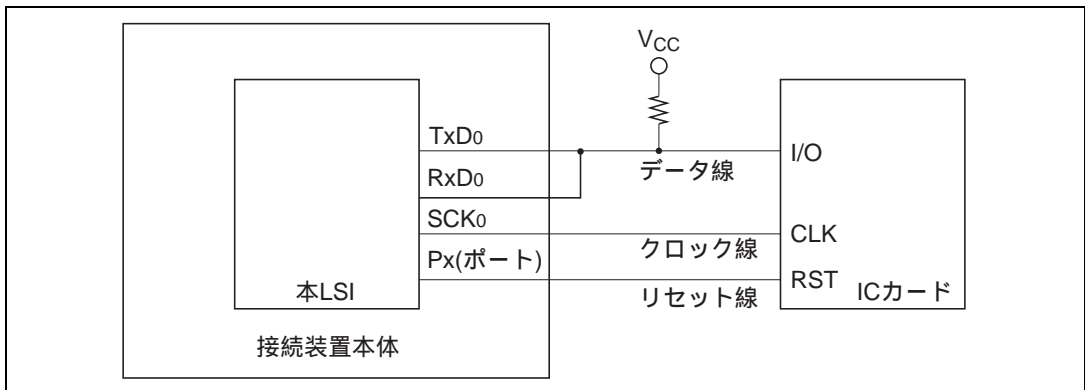 VCC
TxD0
I/O
データ線
RxD0
SCK0
CLK
クロック線
Px(ポート)
RST
本LSI
リセット線
ICカード
接続装置本体